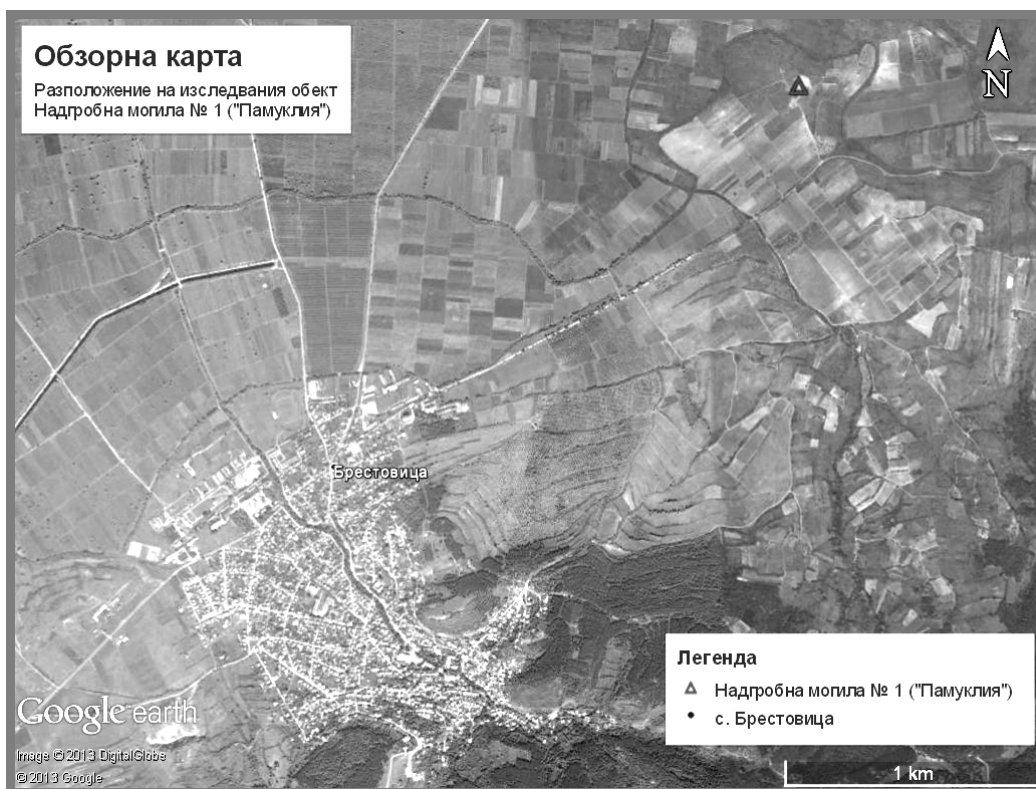 Обзорна карта
Разположение на изследвания обект
Надгробна могила № 1 ("Памуклия")
N
Брестовица
Легенда
Надгробна могила № 1 ("Памуклия")
с. Брестовица
Google earth
Image © 2013 DigitalGlobe
© 2013 Google
1 km